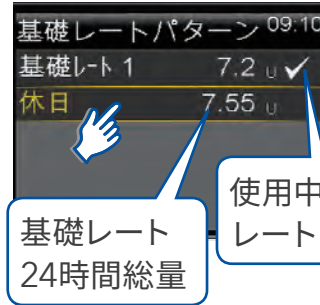 基礎レートパターン 09:10
基礎ﾚｰﾄ 1 7.2 U ✓
休日 7.55 U
使用中
レート
基礎レート
24時間総量